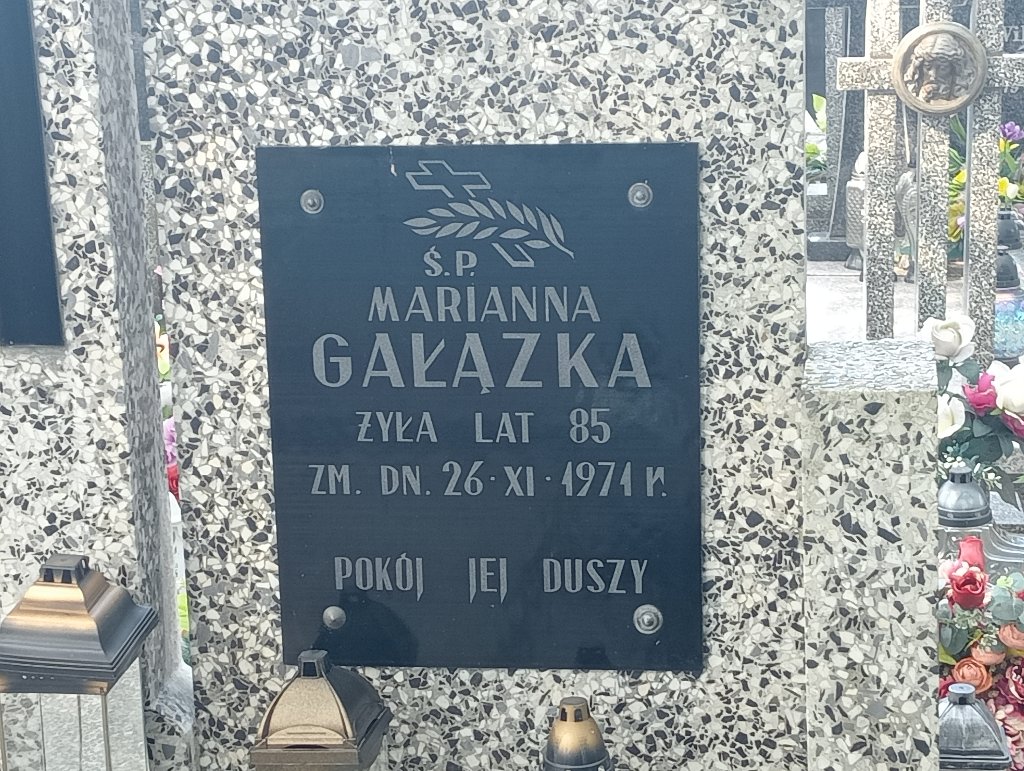 Ś.P.
MARIANNA
GAŁĄZKA
ŻYŁA LAT 85
ZM. DN. 26·XI·1971 R.
POKÓJ JEJ DUSZY